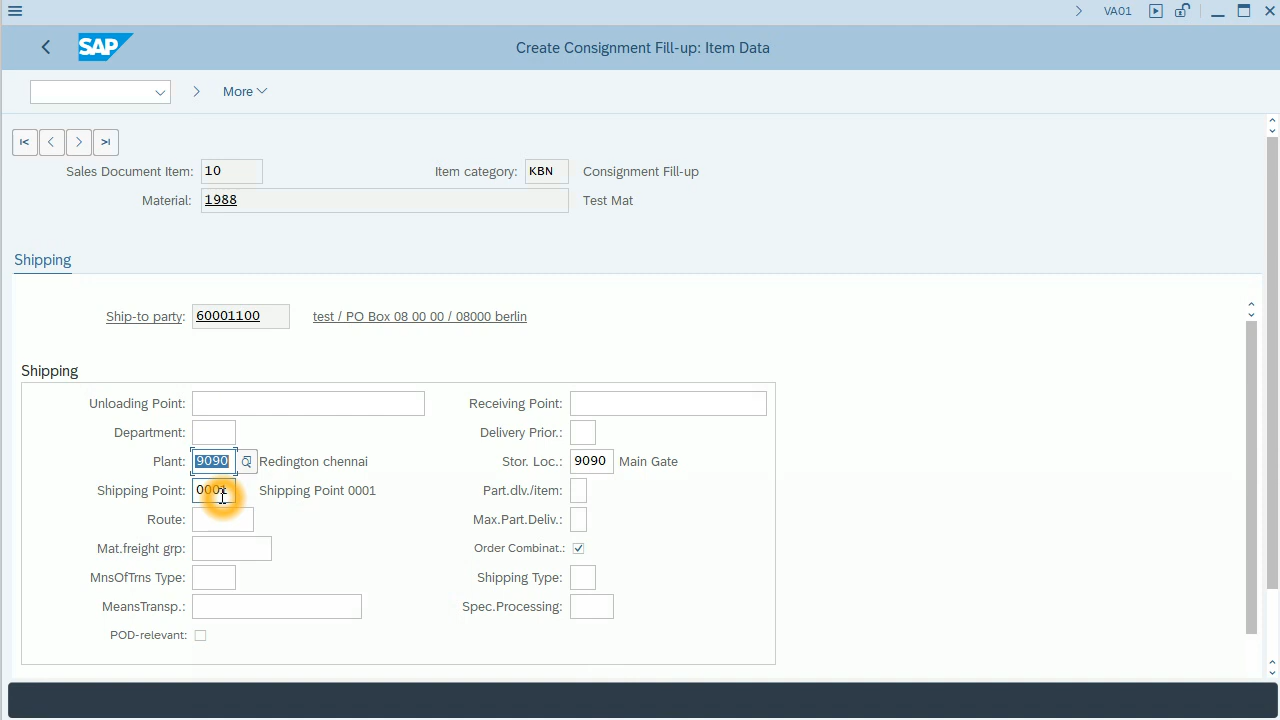 VA01
SAP Create Consignment Fill-up: Item Data
More
Sales Document Item: 10 Item category: KBN Consignment Fill-up
Material: 1988 Test Mat
Shipping
Ship-to party: 60001100 test / PO Box 08 00 00 / 08000 berlin
Shipping
Unloading Point: Receiving Point:
Department: Delivery Prior.:
Plant: 9090 Redington chennai Stor. Loc.: 9090 Main Gate
Shipping Point: 0001 Shipping Point 0001 Part.dlv./item:
Route: Max.Part.Deliv.:
Mat.freight grp: Order Combinat.:
MnsOfTrns Type: Shipping Type:
MeansTransp.: Spec.Processing:
POD-relevant: